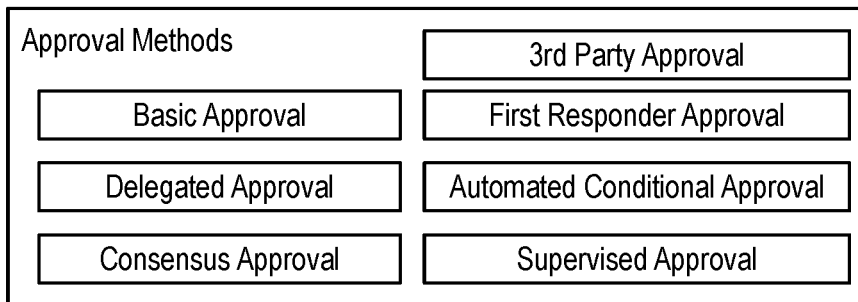 Approval Methods
3rd Party Approval
Basic Approval
First Responder Approval
Delegated Approval
Automated Conditional Approval
Consensus Approval
Supervised Approval